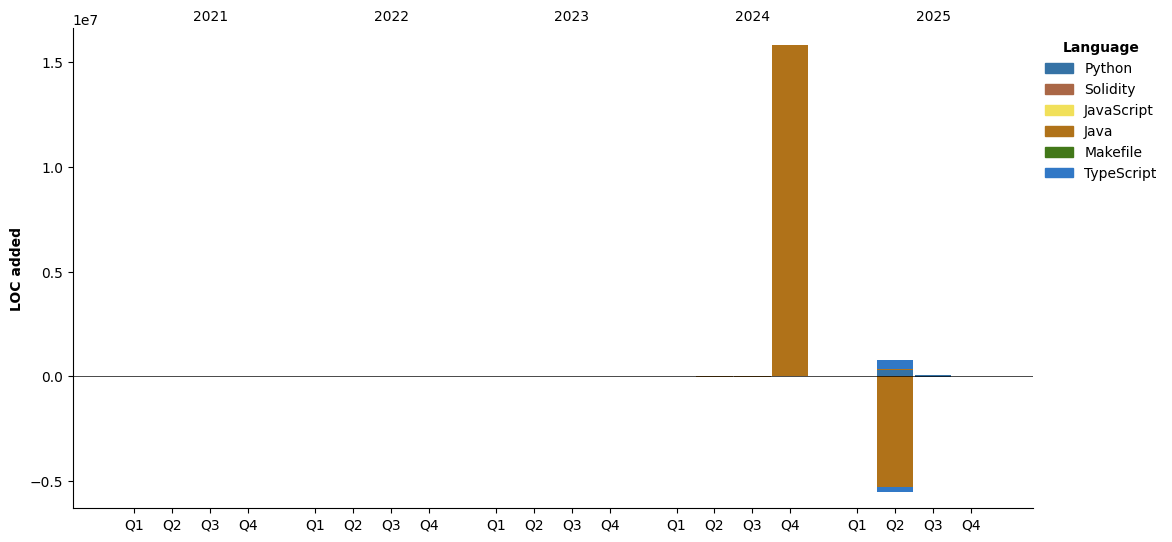 1e7
2021 2022 2023 2024 2025
Language
Python
Solidity
JavaScript
Java
Makefile
TypeScript
LOC added
1.5
1.0
0.5
0.0
−0.5
Q1 Q2 Q3 Q4 Q1 Q2 Q3 Q4 Q1 Q2 Q3 Q4 Q1 Q2 Q3 Q4 Q1 Q2 Q3 Q4